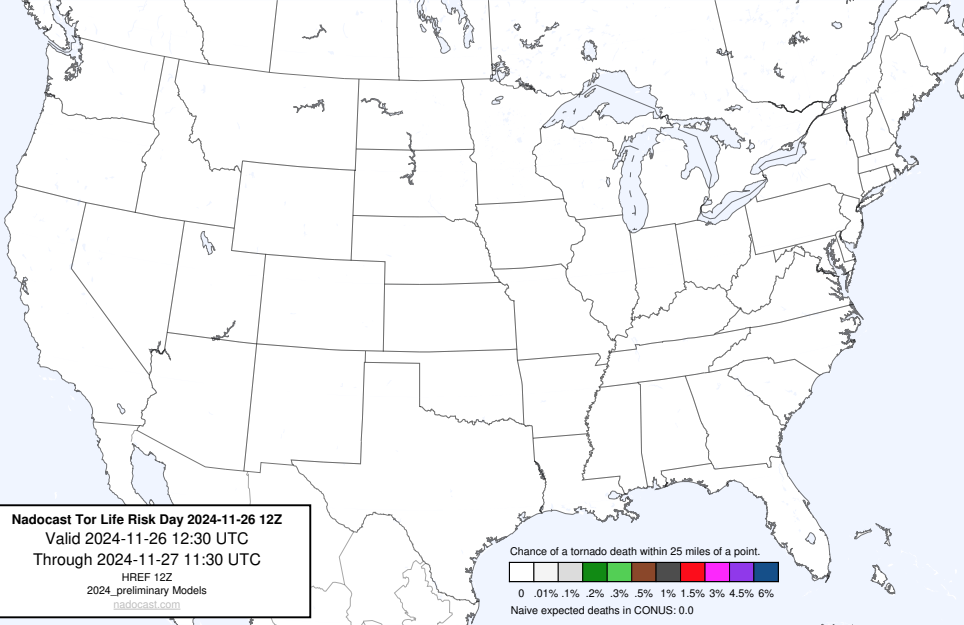 Nadocast Tor Life Risk Day 2024-11-26 12Z
Valid 2024-11-26 12:30 UTC
Through 2024-11-27 11:30 UTC
HREF 12Z
2024_preliminary Models
nadocast.com
Chance of a tornado death within 25 miles of a point.
0 .01% .1% .2% .3% .5% 1% 1.5% 3% 4.5% 6%
Naive expected deaths in CONUS: 0.0